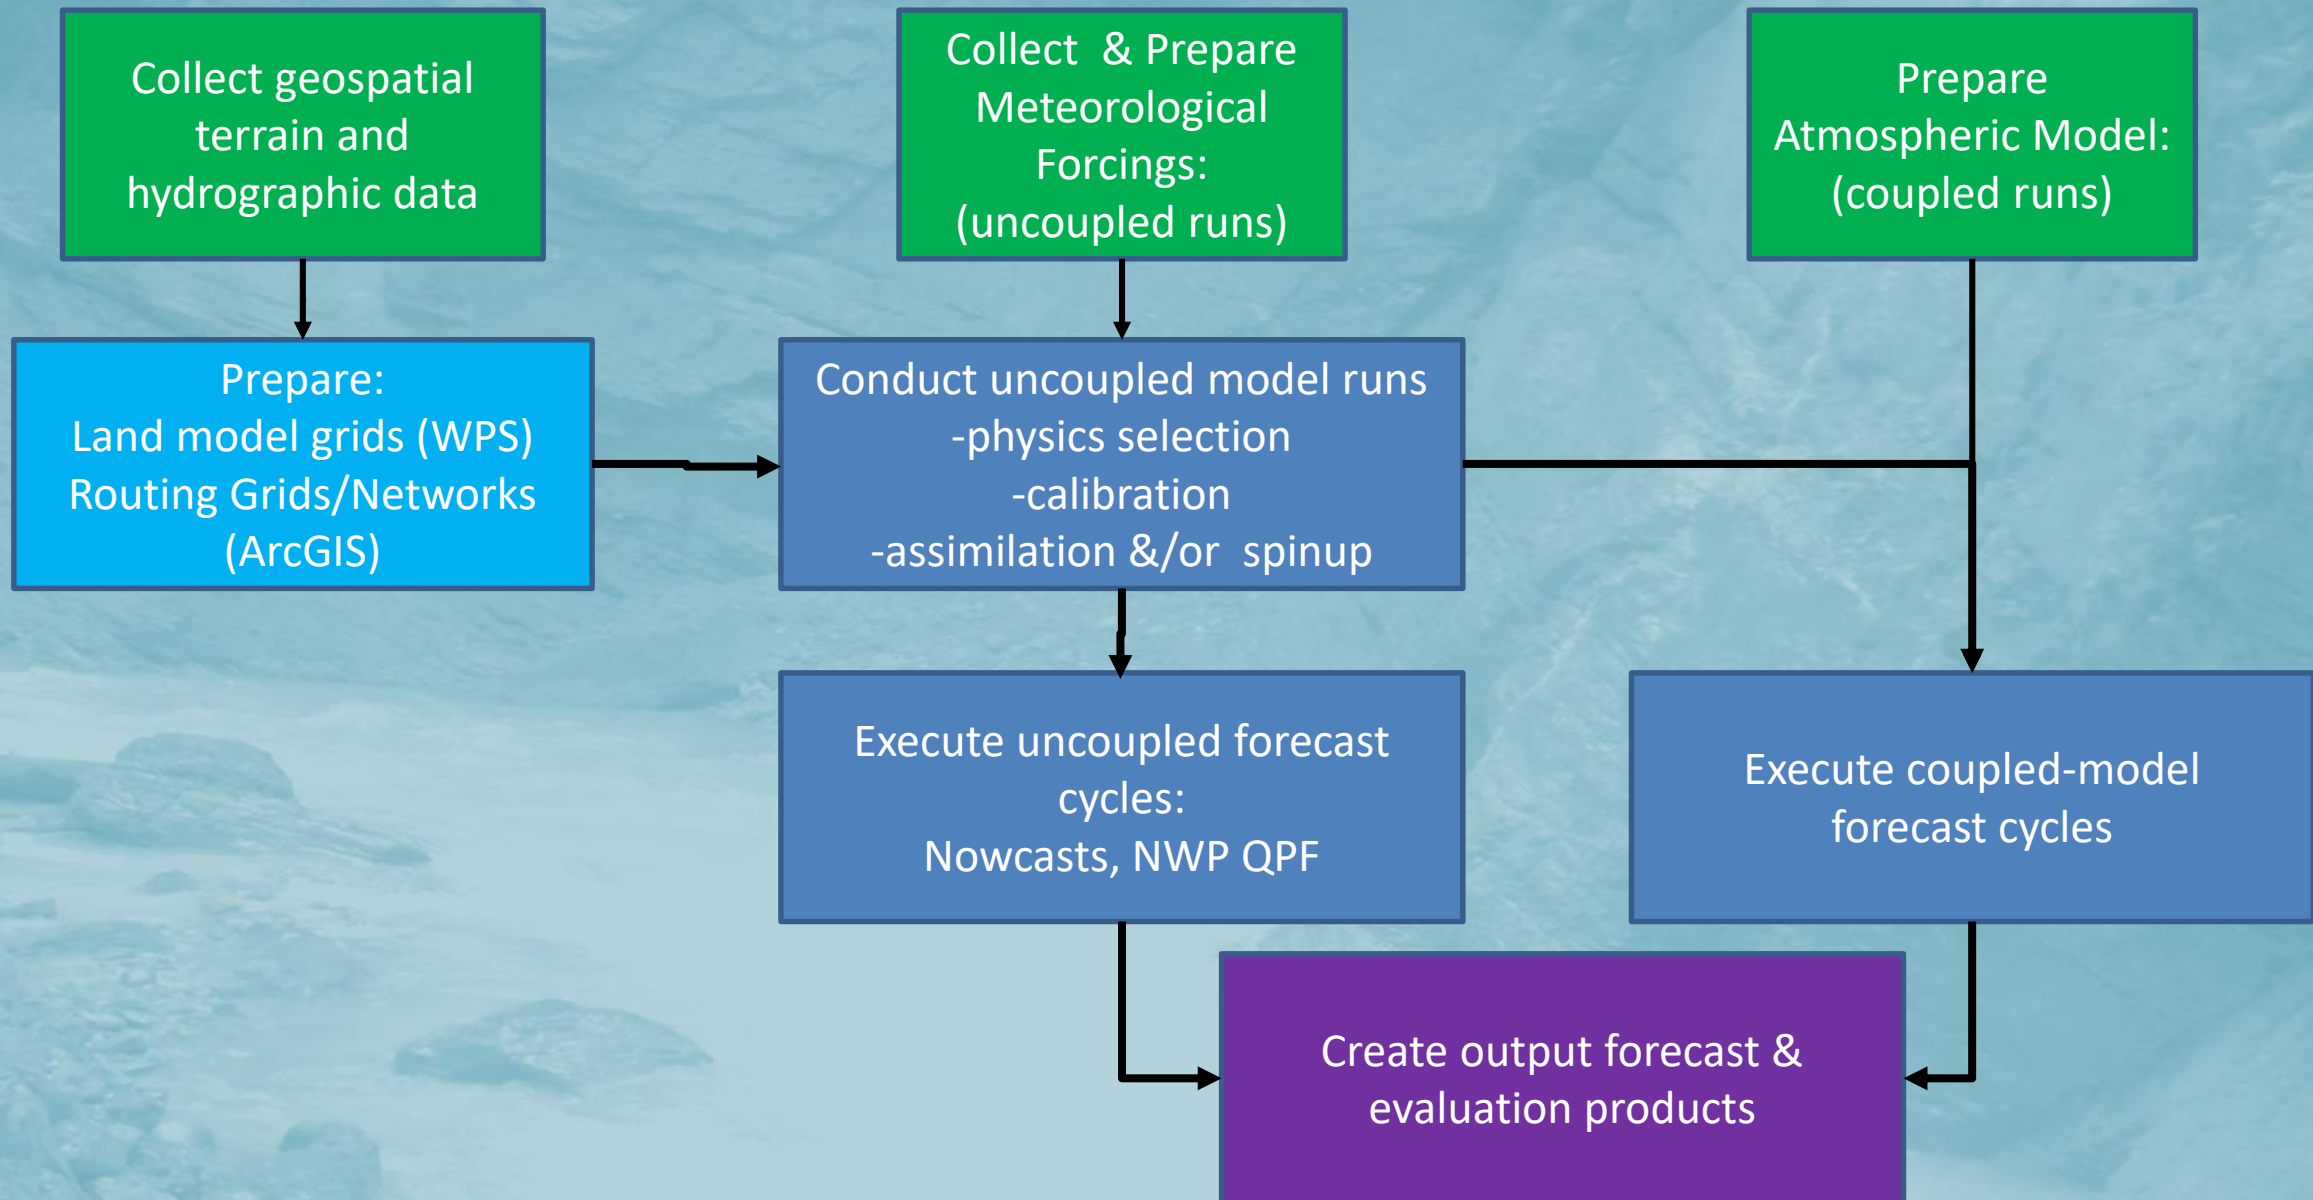 Collect geospatial
terrain and
hydrographic data
Collect & Prepare
Meteorological
Forcings:
(uncoupled runs)
Prepare
Atmospheric Model:
(coupled runs)
Prepare:
Land model grids (WPS)
Routing Grids/Networks
(ArcGIS)
Conduct uncoupled model runs
-physics selection
-calibration
-assimilation &/or spinup
Execute uncoupled forecast
cycles:
Nowcasts, NWP QPF
Execute coupled-model
forecast cycles
Create output forecast &
evaluation products